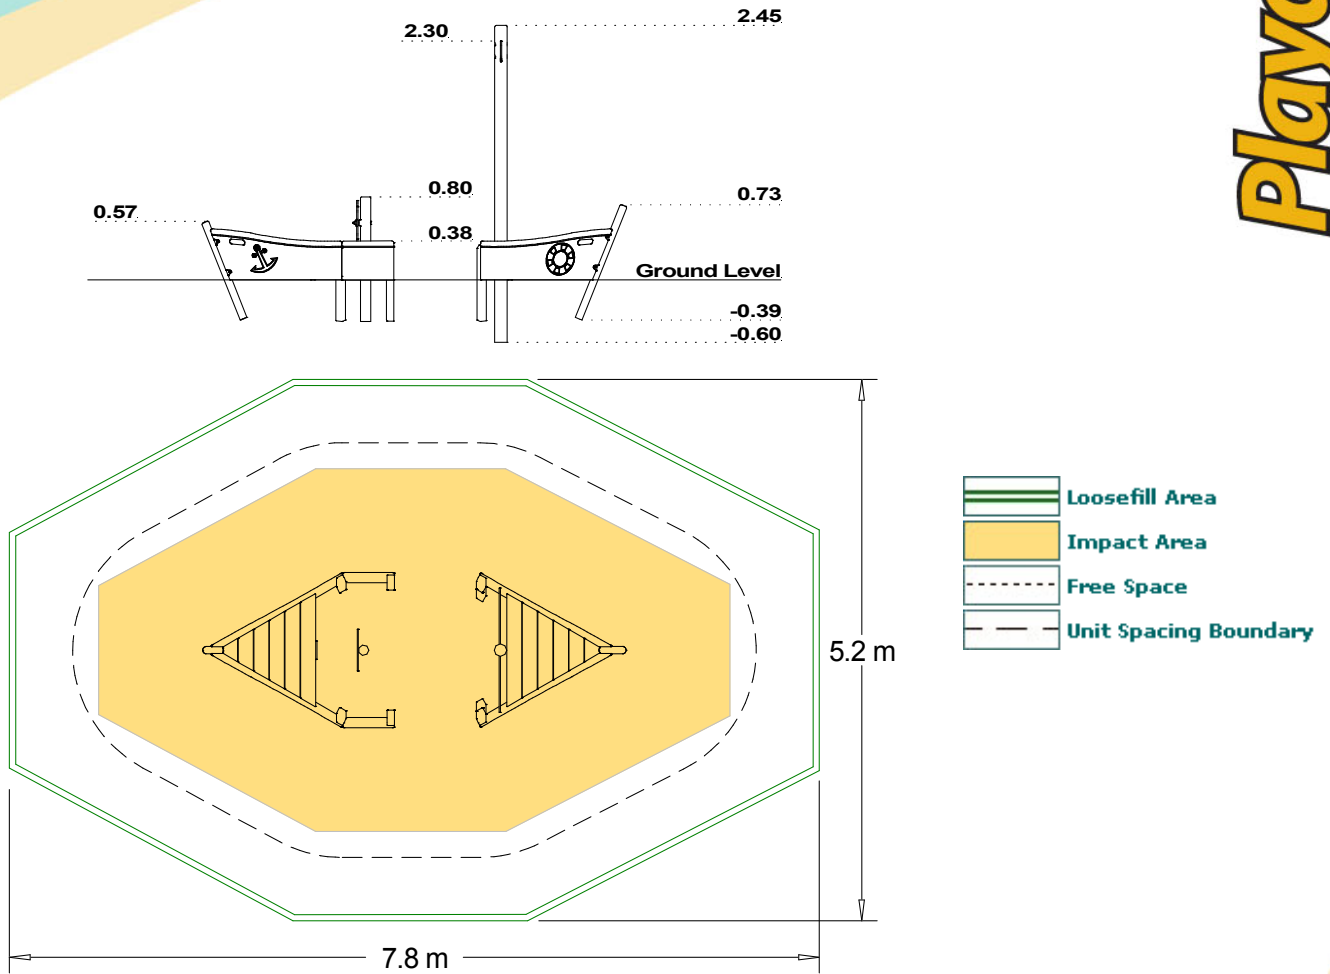 2.45
2.30
0.80
0.73
0.57
0.38
Ground Level
-0.39
-0.60
5.2 m
7.8 m
Loosefill Area
Impact Area
Free Space
Unit Spacing Boundary